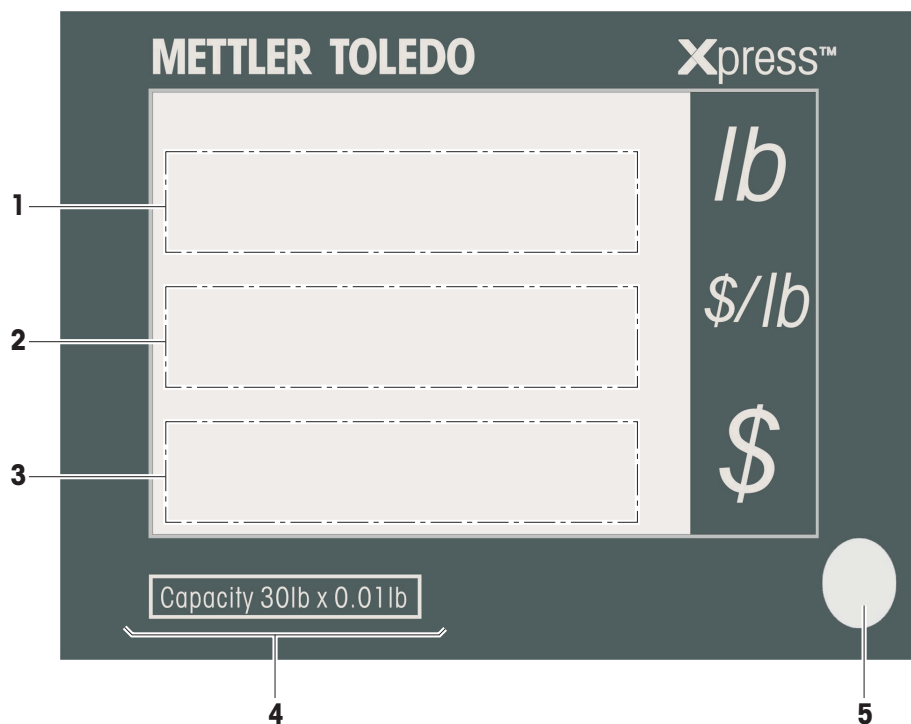 METTLER TOLEDO Xpress™
lb
1
$/lb
2
$
3
Capacity 30lb x 0.01lb
4 5